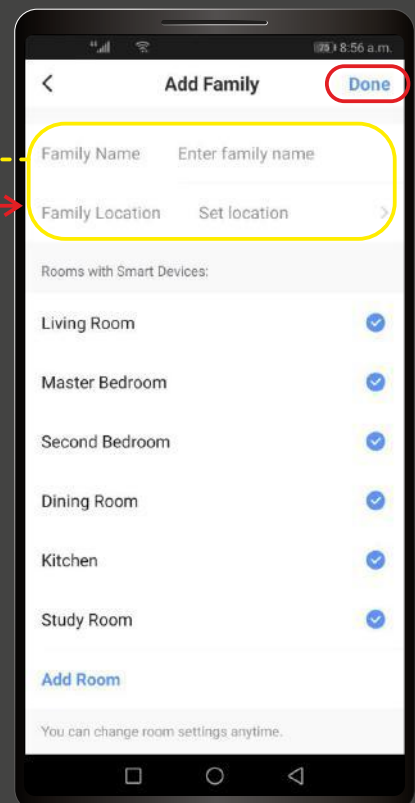 75 8:56 a.m.
Add Family Done
Family Name Enter family name
Family Location Set location
Rooms with Smart Devices:
Living Room
Master Bedroom
Second Bedroom
Dining Room
Kitchen
Study Room
Add Room
You can change room settings anytime.